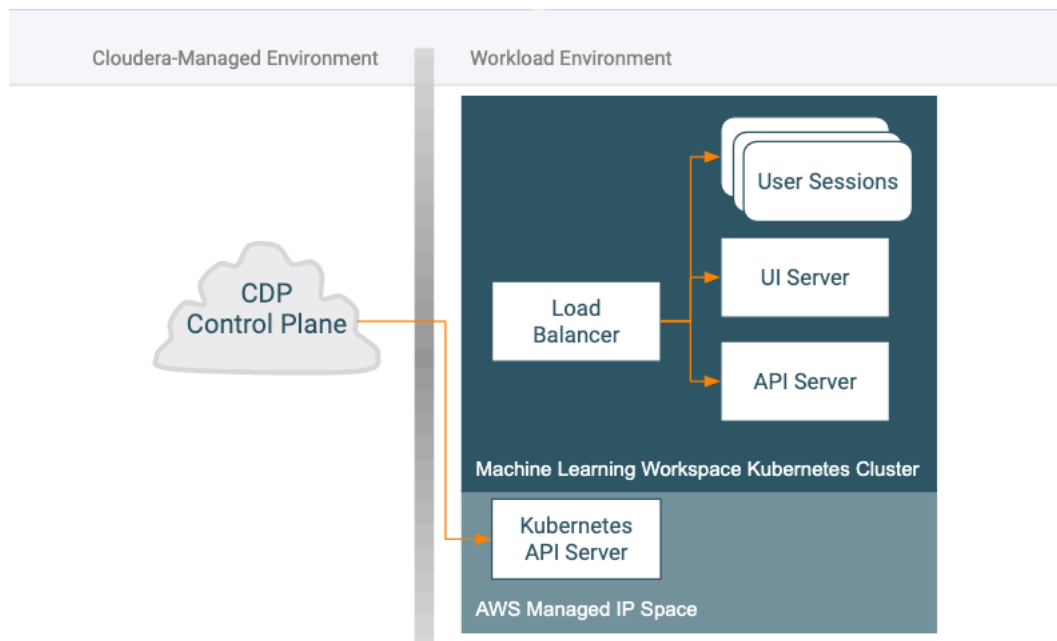 Cloudera-Managed Environment
Workload Environment
CDP
Control Plane
User Sessions
UI Server
Load
Balancer
API Server
Machine Learning Workspace Kubernetes Cluster
Kubernetes
API Server
AWS Managed IP Space